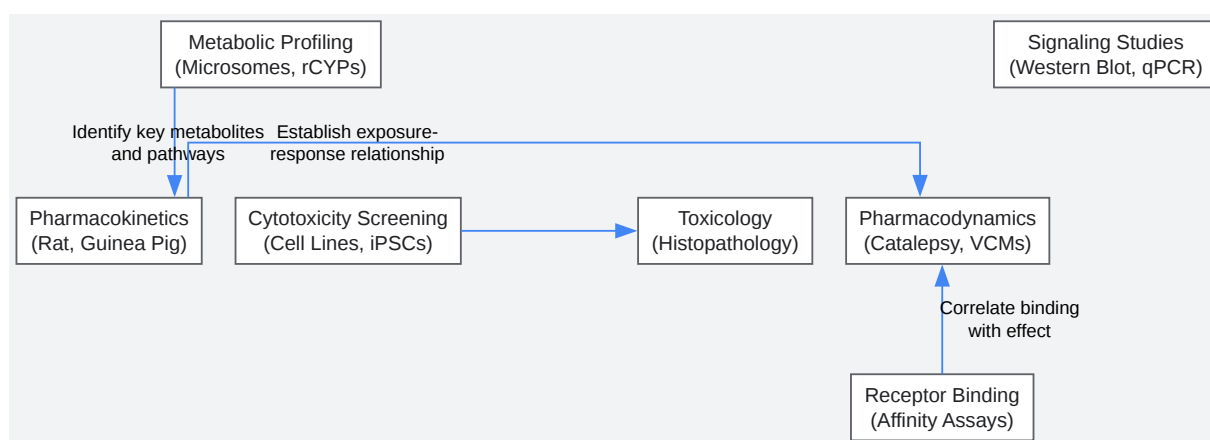 Metabolic Profiling
(Microsomes, rCYPs)
Signaling Studies
(Western Blot, qPCR)
Identify key metabolites
and pathways
Establish exposure-
response relationship
Pharmacokinetics
(Rat, Guinea Pig)
Cytotoxicity Screening
(Cell Lines, iPSCs)
Toxicology
(Histopathology)
Pharmacodynamics
(Catalepsy, VCMs)
Correlate binding
with effect
Receptor Binding
(Affinity Assays)